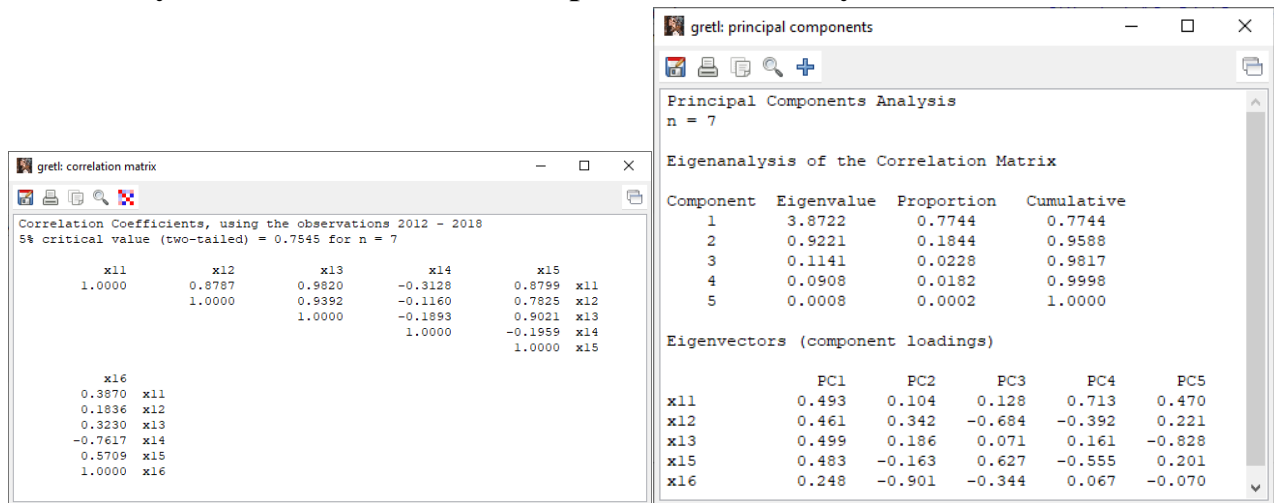 gretl: correlation matrix
Correlation Coefficients, using the observations 2012 - 2018
5% critical value (two-tailed) = 0.7545 for n = 7
x11 x12 x13 x14 x15
1.0000 0.8787 0.9820 -0.3128 0.8799 x11
1.0000 0.9392 -0.1160 0.7825 x12
1.0000 -0.1893 0.9021 x13
1.0000 -0.1959 x14
1.0000 x15
x16
0.3870 x11
0.1836 x12
0.3230 x13
-0.7617 x14
0.5709 x15
1.0000 x16
gretl: principal components
Principal Components Analysis
n = 7
Eigenanalysis of the Correlation Matrix
Component Eigenvalue Proportion Cumulative
1 3.8722 0.7744 0.7744
2 0.9221 0.1844 0.9588
3 0.1141 0.0228 0.9817
4 0.0908 0.0182 0.9998
5 0.0008 0.0002 1.0000
Eigenvectors (component loadings)
PC1 PC2 PC3 PC4 PC5
x11 0.493 0.104 0.128 0.713 0.470
x12 0.461 0.342 -0.684 -0.392 0.221
x13 0.499 0.186 0.071 0.161 -0.828
x15 0.483 -0.163 0.627 -0.555 0.201
x16 0.248 -0.901 -0.344 0.067 -0.070